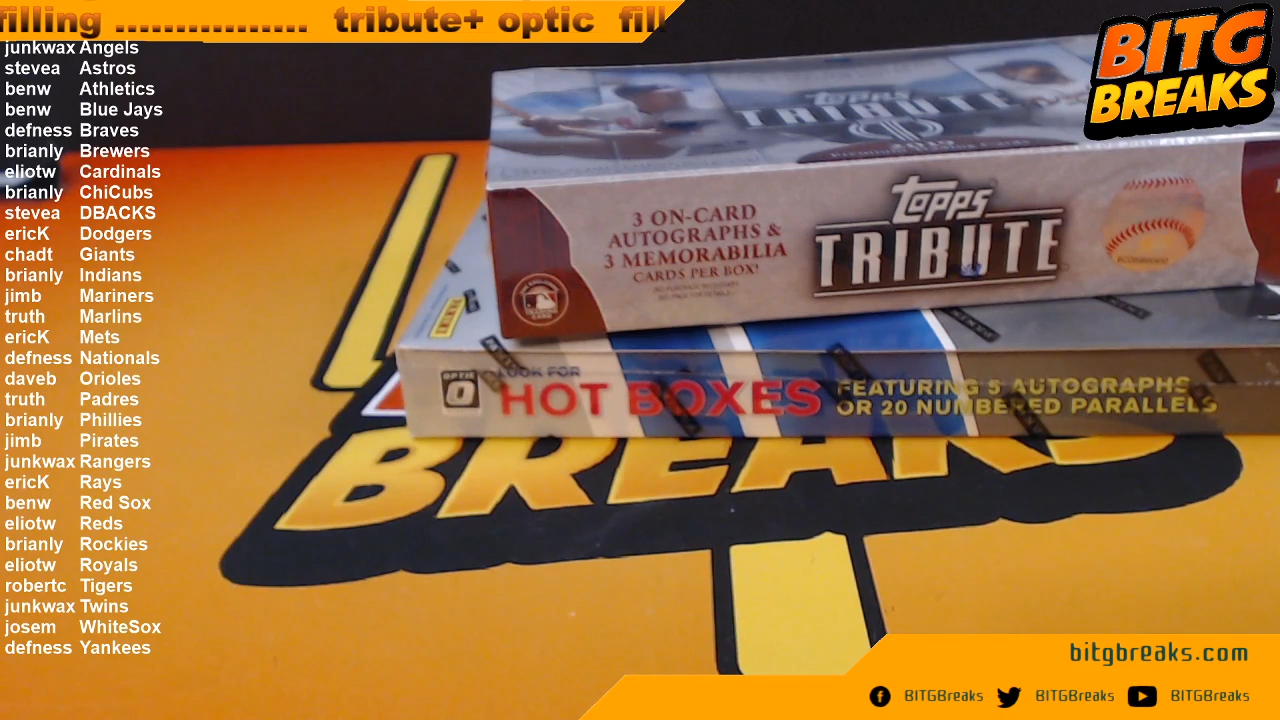 filling ................ tribute+ optic fill
junkwax Angels
stevea Astros
benw Athletics
benw Blue Jays
defness Braves
brianly Brewers
eliotw Cardinals
brianly ChiCubs
stevea DBACKS
ericK Dodgers
chadt Giants
brianly Indians
jimb Mariners
truth Marlins
ericK Mets
defness Nationals
daveb Orioles
truth Padres
brianly Phillies
jimb Pirates
junkwax Rangers
ericK Rays
benw Red Sox
eliotw Reds
brianly Rockies
eliotw Royals
robertc Tigers
junkwax Twins
josem WhiteSox
defness Yankees
BITG
BREAKS
Topps
TRIBUTE
2019
3 ON-CARD
AUTOGRAPHS &
3 MEMORABILIA
CARDS PER BOX!
Topps
TRIBUTE
OPTIC
LOOK FOR
HOT BOXES
FEATURING 5 AUTOGRAPHS
OR 20 NUMBERED PARALLELS
BREAKS
bitgbreaks.com
BITGBreaks
BITGBreaks
BITGBreaks